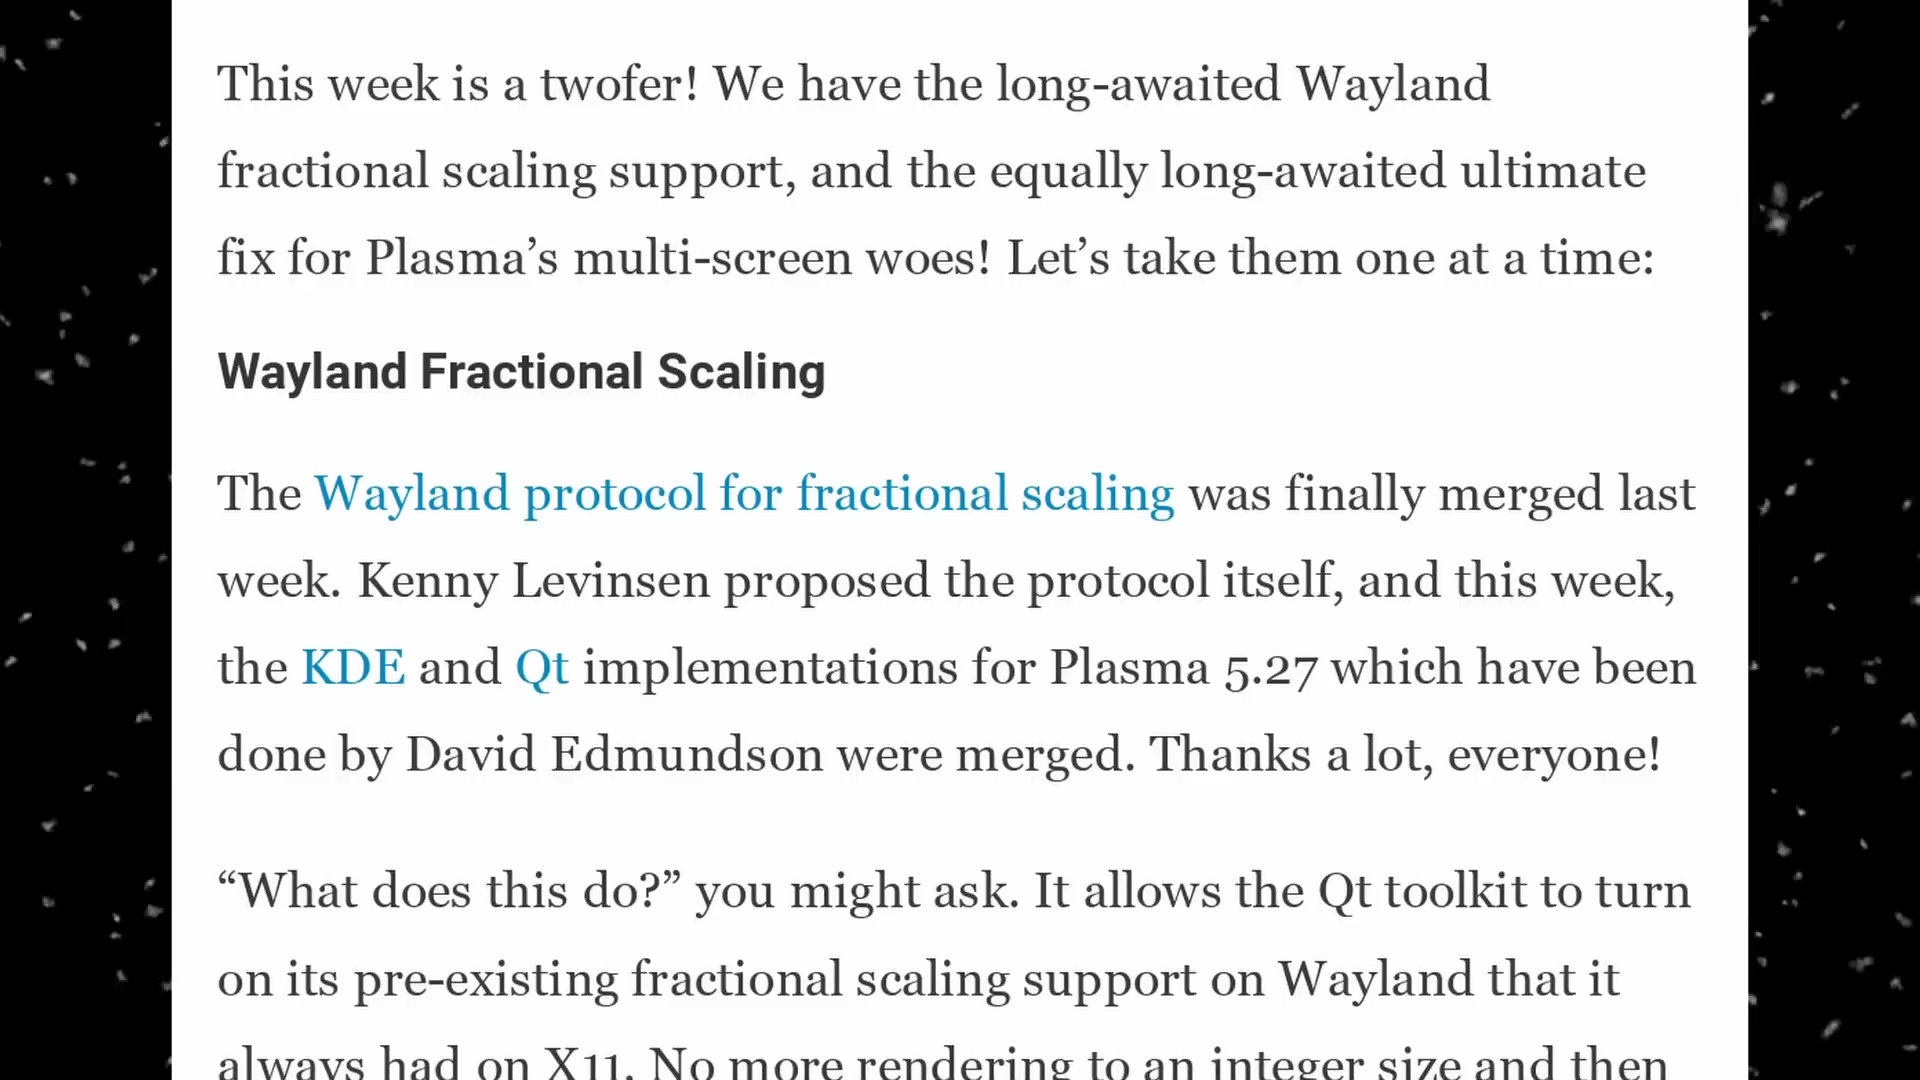 This week is a twofer! We have the long-awaited Wayland
fractional scaling support, and the equally long-awaited ultimate
fix for Plasma’s multi-screen woes! Let’s take them one at a time:
Wayland Fractional Scaling
The Wayland protocol for fractional scaling was finally merged last
week. Kenny Levinsen proposed the protocol itself, and this week,
the KDE and Qt implementations for Plasma 5.27 which have been
done by David Edmundson were merged. Thanks a lot, everyone!
“What does this do?” you might ask. It allows the Qt toolkit to turn
on its pre-existing fractional scaling support on Wayland that it
always had on X11. No more rendering to an integer size and then